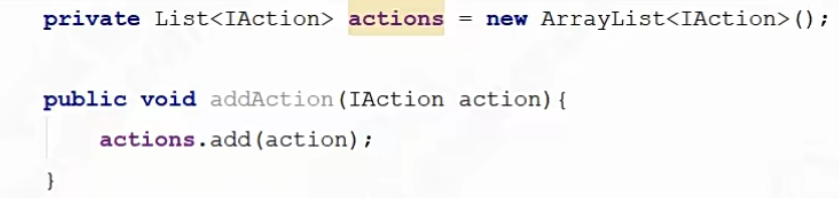 private List<IAction> actions = new ArrayList<IAction>();
public void addAction(IAction action){
actions.add(action);
}